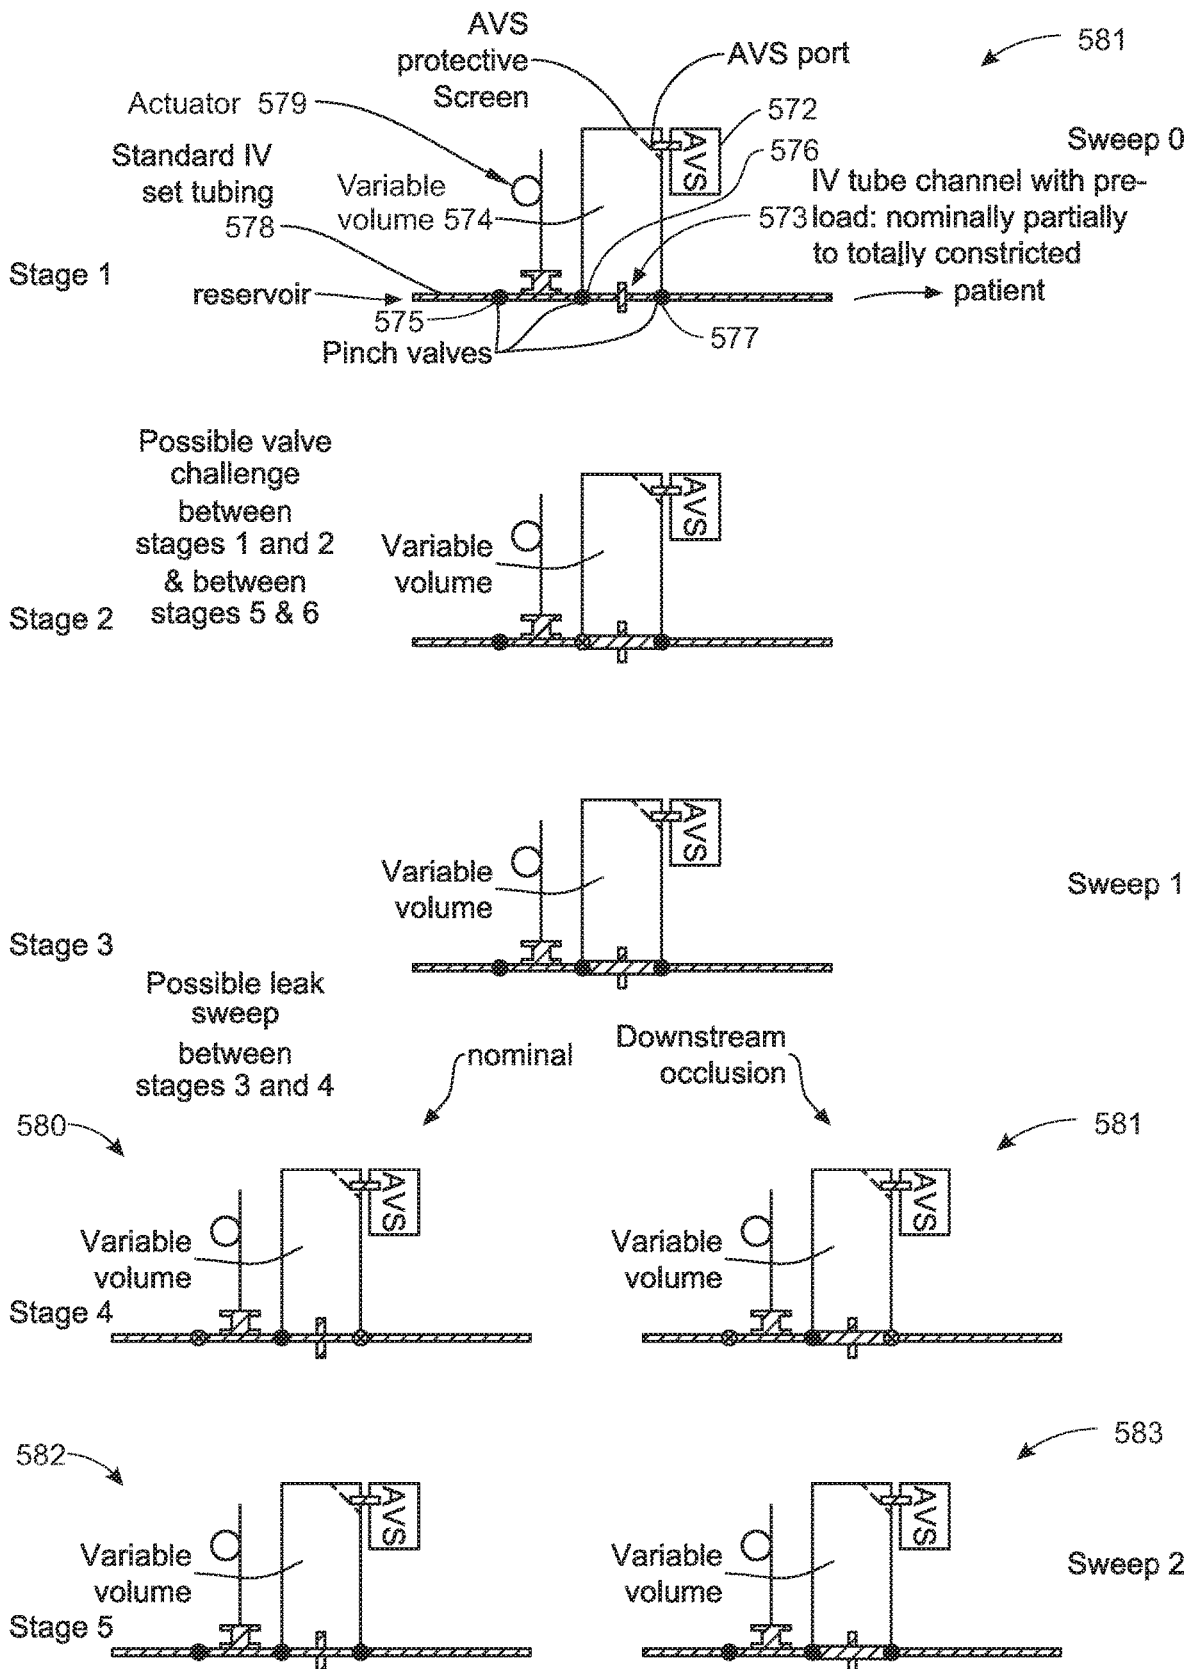 AVS
protective
Screen
AVS port
581
Actuator 579
572
Sweep 0
Standard IV
set tubing
578
Variable
volume 574
AVS
576
573
IV tube channel with pre-
load: nominally partially
to totally constricted
Stage 1
reservoir
patient
575
577
Pinch valves
Possible valve
challenge
between
stages 1 and 2
& between
stages 5 & 6
AVS
Variable
volume
Stage 2
AVS
Variable
volume
Sweep 1
Stage 3
Possible leak
sweep
between
stages 3 and 4
nominal
Downstream
occlusion
580
581
AVS
AVS
Variable
volume
Variable
volume
Stage 4
582
583
AVS
AVS
Variable
volume
Variable
volume
Sweep 2
Stage 5